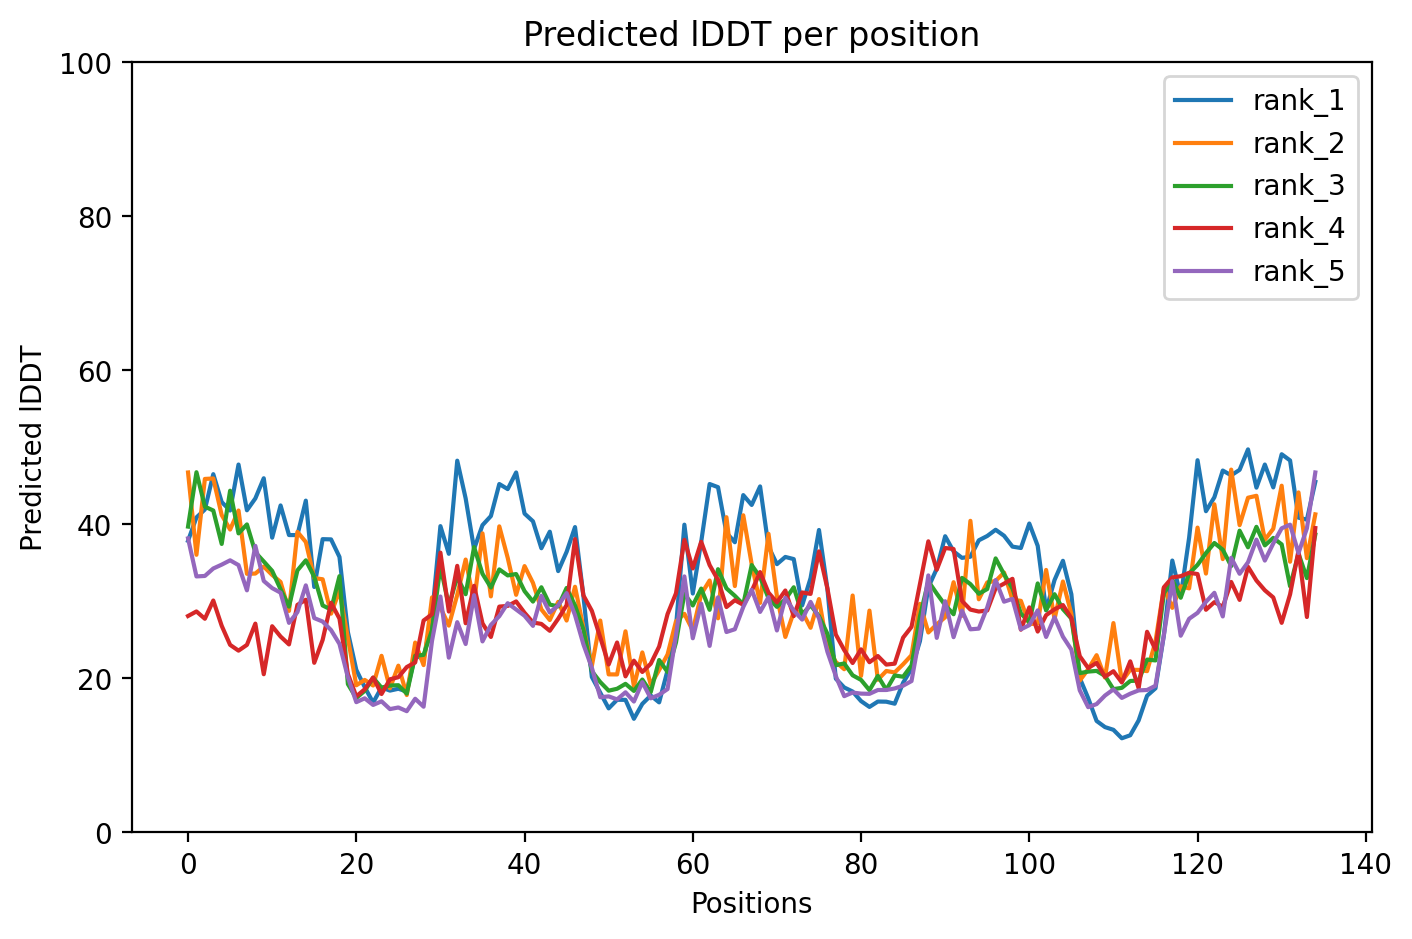 Predicted lDDT per position
100
80
60
40
20
0
Predicted lDDT
rank_1
rank_2
rank_3
rank_4
rank_5
0 20 40 60 80 100 120 140
Positions